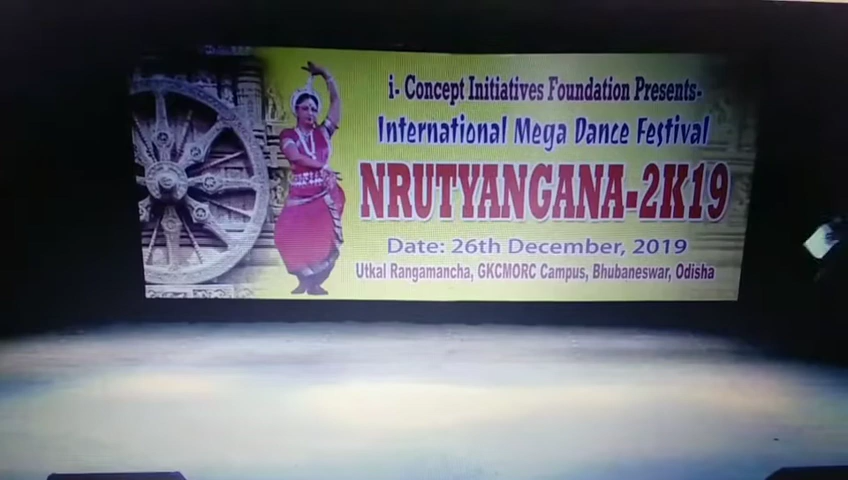 i- Concept Initiatives Foundation Presents-
International Mega Dance Festival
NRUTYANGANA-2K19
Date: 26th December, 2019
Utkal Rangamancha, GKCMORC Campus, Bhubaneswar, Odisha